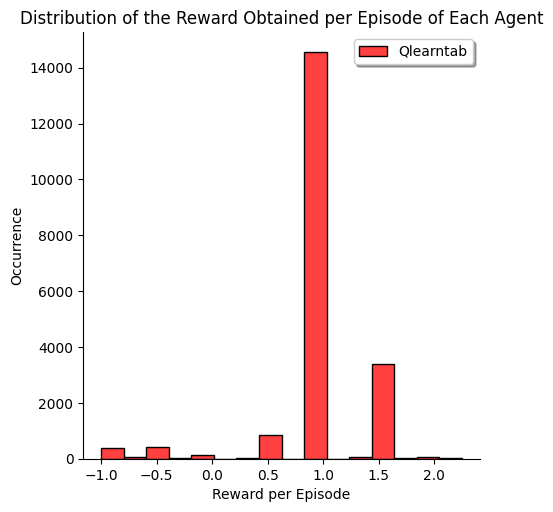 Distribution of the Reward Obtained per Episode of Each Agent
Qlearntab
14000
12000
10000
8000
6000
4000
2000
0
Occurrence
−1.0 −0.5 0.0 0.5 1.0 1.5 2.0
Reward per Episode